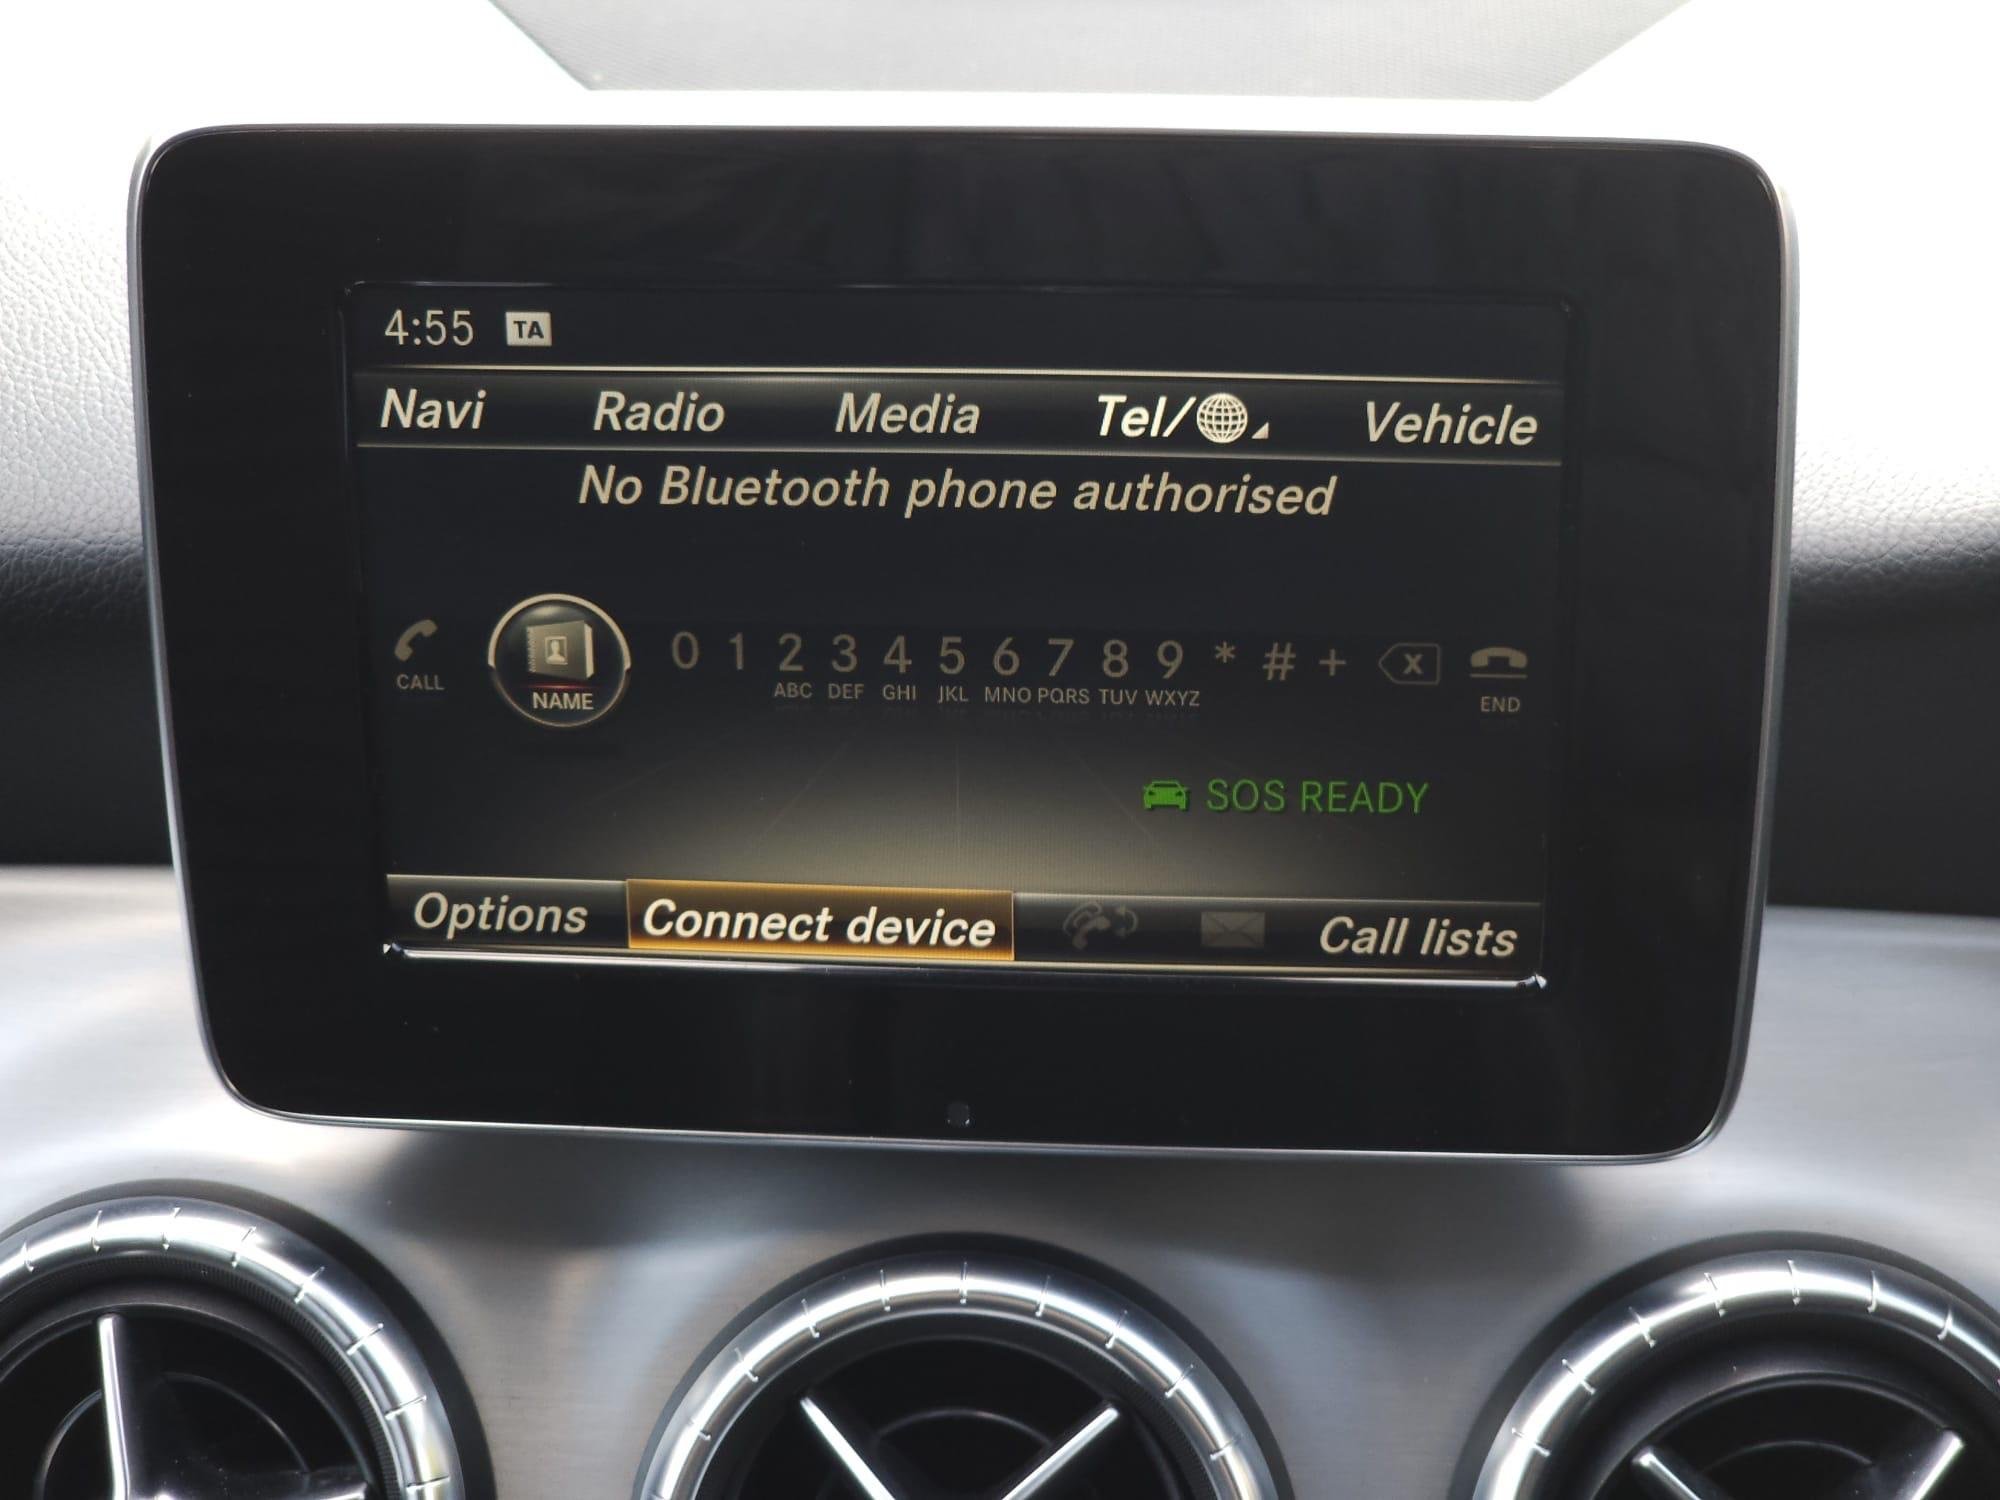 4:55 TA
Navi Radio Media Tel/ Vehicle
No Bluetooth phone authorised
0 1 2 3 4 5 6 7 8 9 * # + X
CALL NAME ABC DEF GHI JKL MNO PQRS TUV WXYZ END
SOS READY
Options Connect device Call lists